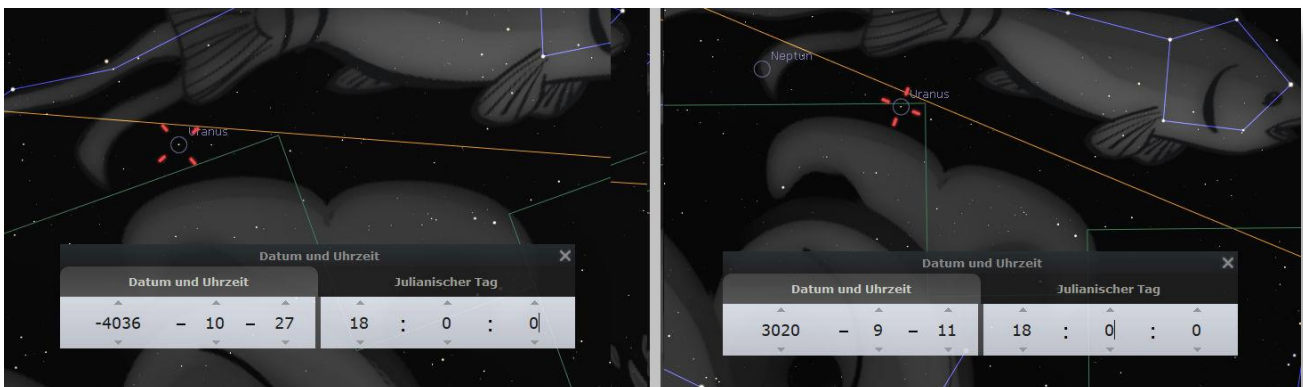 Uranus
Datum und Uhrzeit ×
Datum und Uhrzeit Julianischer Tag
-4036 – 10 – 27 18 : 0 : 0
Neptun
Uranus
Datum und Uhrzeit ×
Datum und Uhrzeit Julianischer Tag
3020 – 9 – 11 18 : 0 : 0